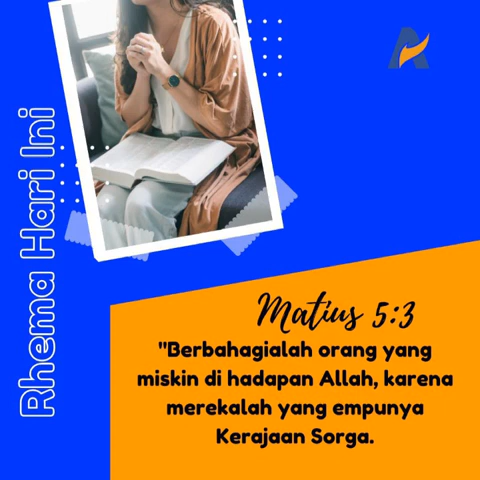 Rhema Hari Ini
Matius 5:3
"Berbahagialah orang yang
miskin di hadapan Allah, karena
merekalah yang empunya
Kerajaan Sorga.